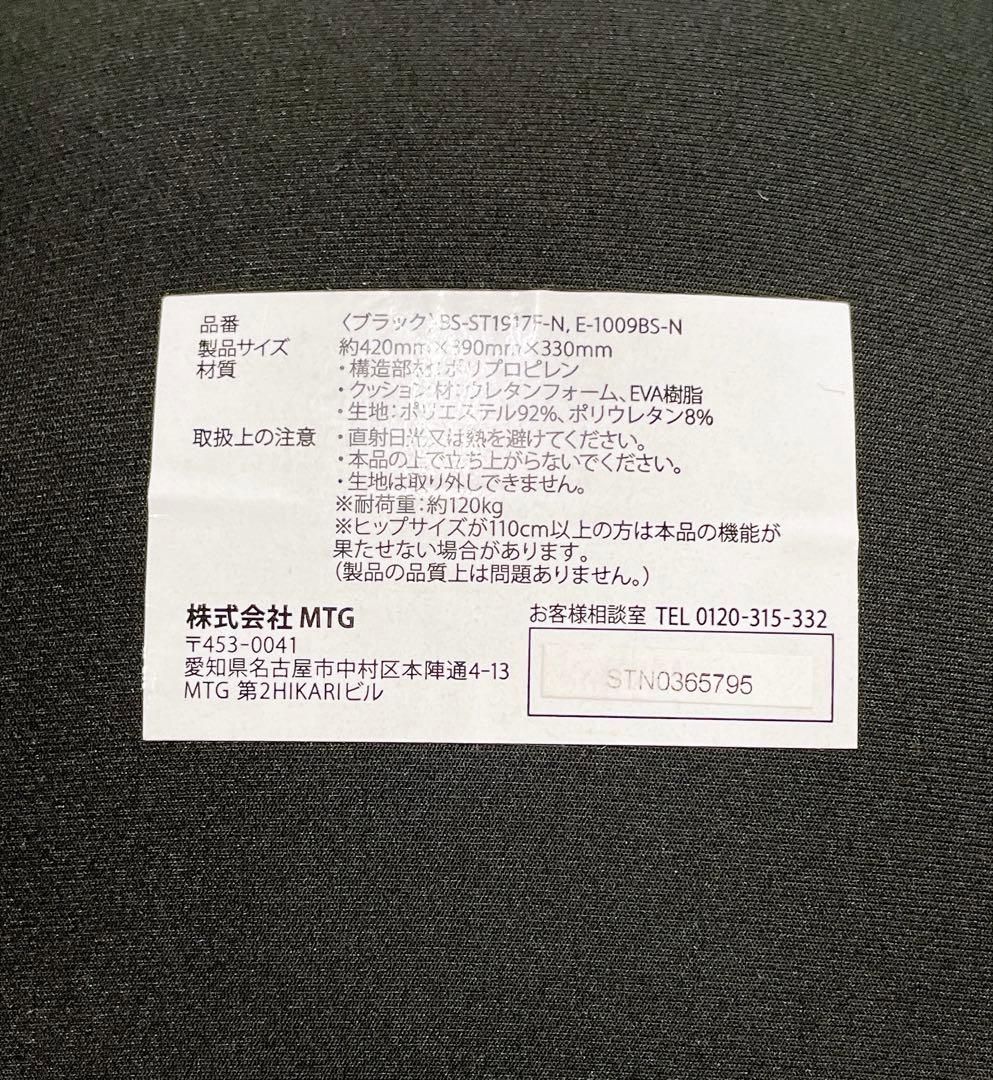 品番 〈ブラック〉BS-ST1917F-N, E-1009BS-N
製品サイズ 約420mm×390mm×330mm
材質 ・構造部材:ポリプロピレン
・クッション材:ウレタンフォーム、EVA樹脂
・生地:ポリエステル92%、ポリウレタン8%
取扱上の注意 ・直射日光又は熱を避けてください。
・本品の上で立ち上がらないでください。
・生地は取り外しできません。
※耐荷重:約120kg
※ヒップサイズが110cm以上の方は本品の機能が
果たせない場合があります。
(製品の品質上は問題ありません。)
株式会社 MTG
〒453-0041
愛知県名古屋市中村区本陣通4-13
MTG 第2HIKARIビル
お客様相談室 TEL 0120-315-332
STN0365795